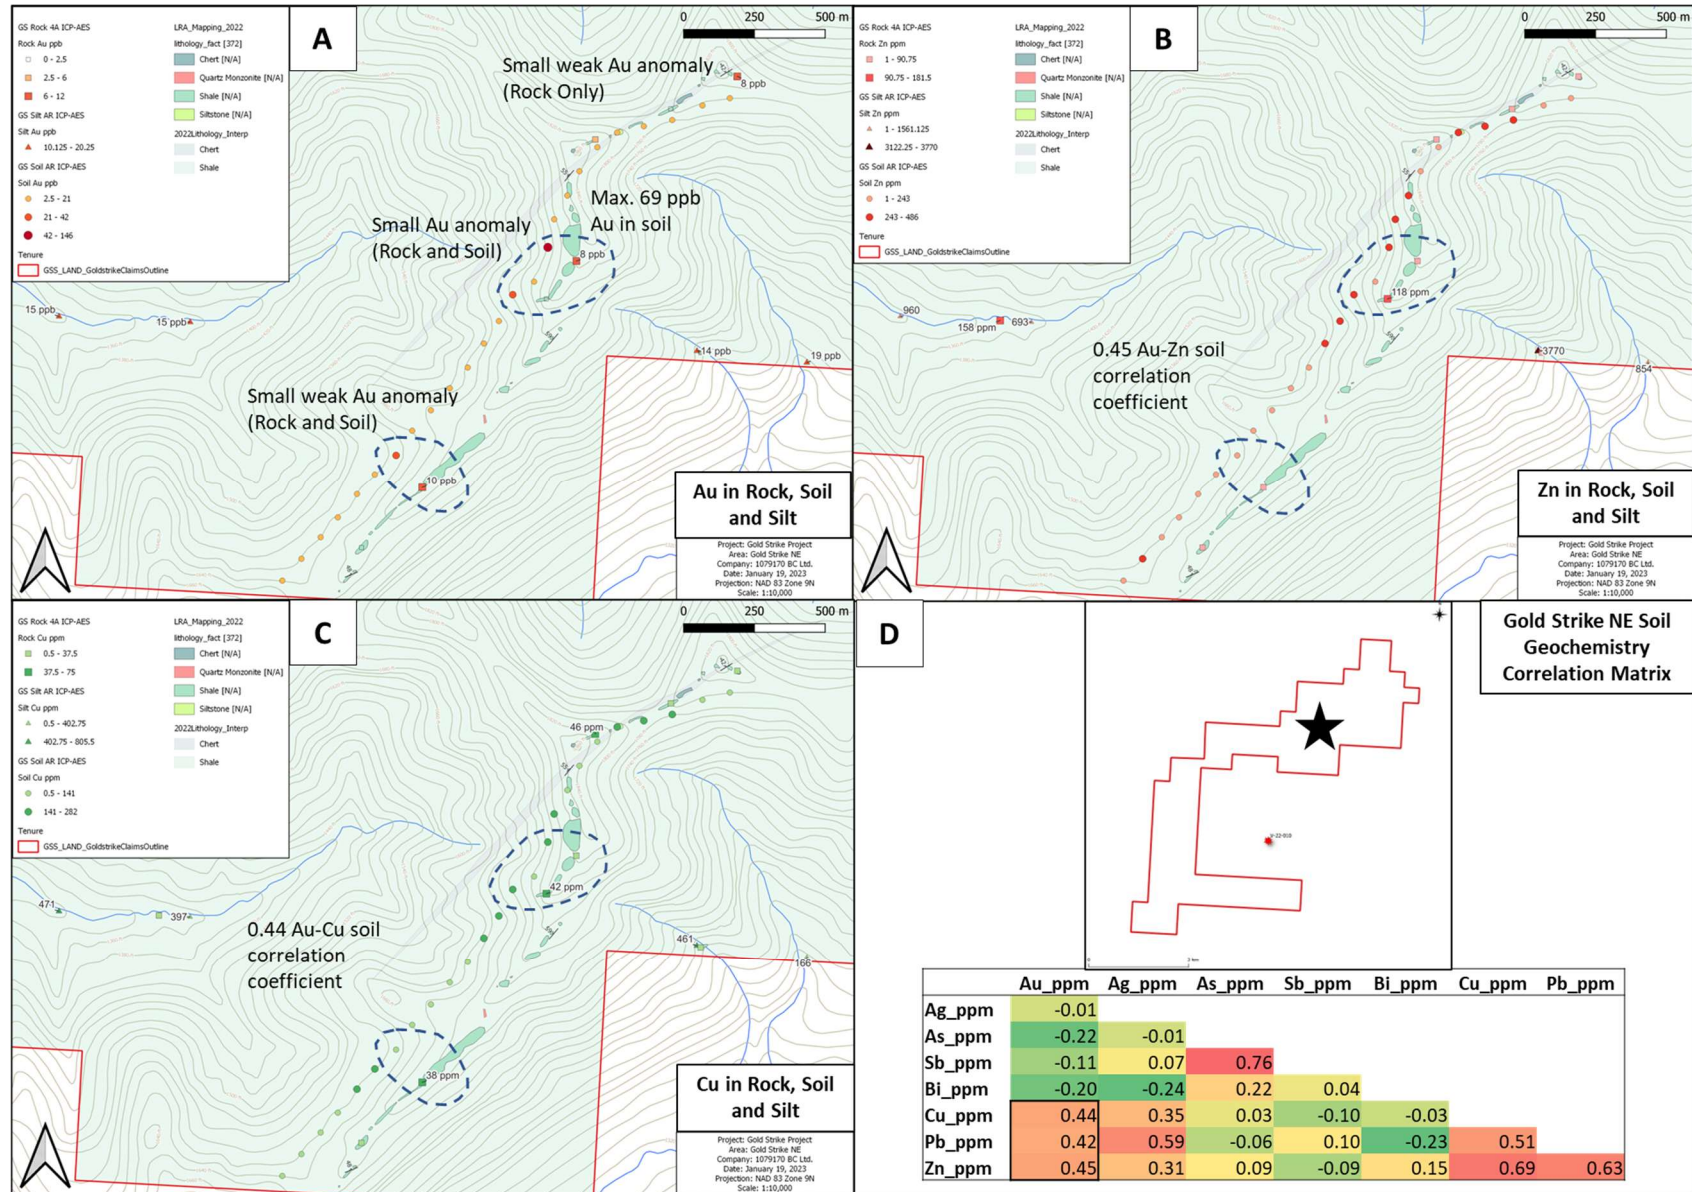 GS Rock 4A ICP-AES
Rock Au ppb
0 - 2.5
2.5 - 6
6 - 12
GS Silt AR ICP-AES
Silt Au ppb
10.125 - 20.25
GS Soil AR ICP-AES
Soil Au ppb
2.5 - 21
21 - 42
42 - 146
Tenure
GSS_LAND_GoldstrikeClaimsOutline
LRA_Mapping_2022
lithology_fact [372]
Chert [N/A]
Quartz Monzonite [N/A]
Shale [N/A]
Siltstone [N/A]
2022Lithology_Interp
Chert
Shale
A
0 250 500 m
Small weak Au anomaly
(Rock Only)
8 ppb
Max. 69 ppb
Au in soil
Small Au anomaly
(Rock and Soil)
8 ppb
15 ppb
15 ppb
14 ppb
19 ppb
Small weak Au anomaly
(Rock and Soil)
10 ppb
Au in Rock, Soil
and Silt
Project: Gold Strike Project
Area: Gold Strike NE
Company: 1079170 BC Ltd.
Date: January 19, 2023
Projection: NAD 83 Zone 9N
Scale: 1:10,000
GS Rock 4A ICP-AES
Rock Zn ppm
1 - 90.75
90.75 - 181.5
GS Silt AR ICP-AES
Silt Zn ppm
1 - 1561.125
3122.25 - 3770
GS Soil AR ICP-AES
Soil Zn ppm
1 - 243
243 - 486
Tenure
GSS_LAND_GoldstrikeClaimsOutline
LRA_Mapping_2022
lithology_fact [372]
Chert [N/A]
Quartz Monzonite [N/A]
Shale [N/A]
Siltstone [N/A]
2022Lithology_Interp
Chert
Shale
B
0 250 500 m
118 ppm
960
158 ppm
693
3770
854
0.45 Au-Zn soil
correlation
coefficient
Zn in Rock, Soil
and Silt
Project: Gold Strike Project
Area: Gold Strike NE
Company: 1079170 BC Ltd.
Date: January 19, 2023
Projection: NAD 83 Zone 9N
Scale: 1:10,000
GS Rock 4A ICP-AES
Rock Cu ppm
0.5 - 37.5
37.5 - 75
GS Silt AR ICP-AES
Silt Cu ppm
0.5 - 402.75
402.75 - 805.5
GS Soil AR ICP-AES
Soil Cu ppm
0.5 - 141
141 - 282
Tenure
GSS_LAND_GoldstrikeClaimsOutline
LRA_Mapping_2022
lithology_fact [372]
Chert [N/A]
Quartz Monzonite [N/A]
Shale [N/A]
Siltstone [N/A]
2022Lithology_Interp
Chert
Shale
C
0 250 500 m
46 ppm
42 ppm
471
397
461
166
0.44 Au-Cu soil
correlation
coefficient
38 ppm
Cu in Rock, Soil
and Silt
Project: Gold Strike Project
Area: Gold Strike NE
Company: 1079170 BC Ltd.
Date: January 19, 2023
Projection: NAD 83 Zone 9N
Scale: 1:10,000
D
Gold Strike NE Soil
Geochemistry
Correlation Matrix
Au_ppm Ag_ppm As_ppm Sb_ppm Bi_ppm Cu_ppm Pb_ppm
Ag_ppm -0.01
As_ppm -0.22 -0.01
Sb_ppm -0.11 0.07 0.76
Bi_ppm -0.20 -0.24 0.22 0.04
Cu_ppm 0.44 0.35 0.03 -0.10 -0.03
Pb_ppm 0.42 0.59 -0.06 0.10 -0.23 0.51
Zn_ppm 0.45 0.31 0.09 -0.09 0.15 0.69 0.63